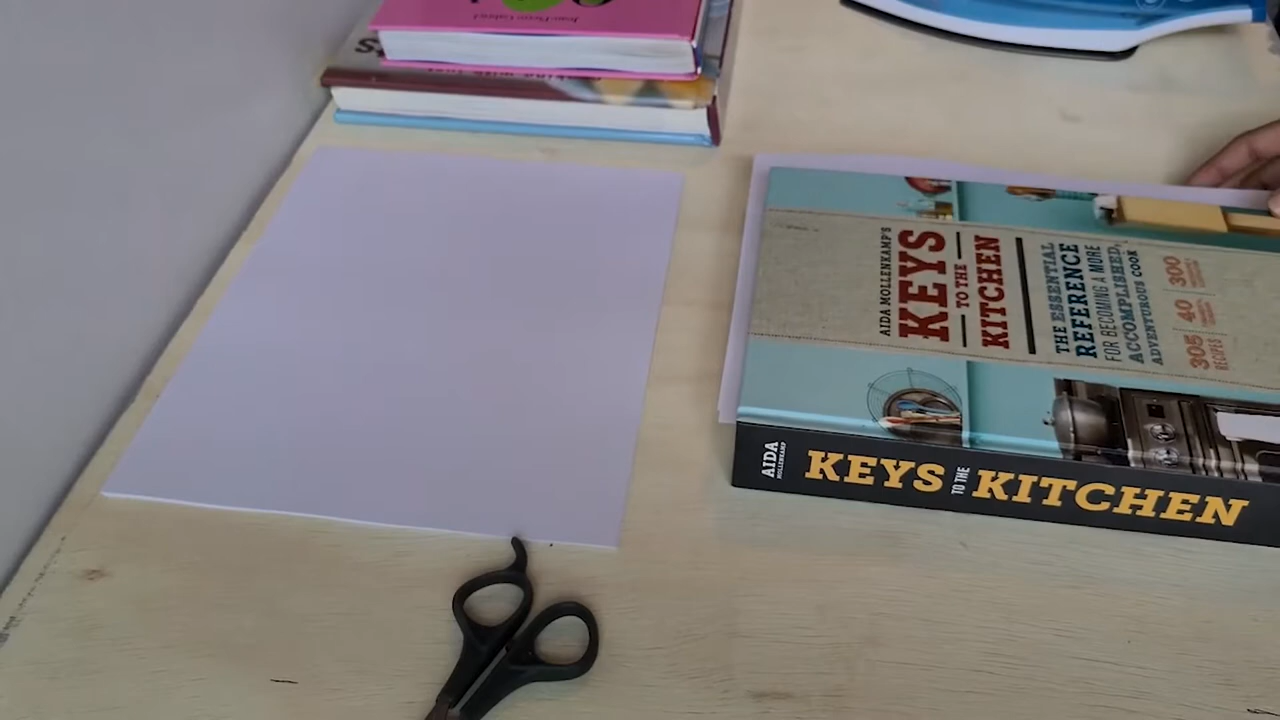 AIDA MOLLENKAMP'S
KEYS
TO THE
KITCHEN
THE ESSENTIAL
REFERENCE
FOR BECOMING A MORE
ACCOMPLISHED,
ADVENTUROUS COOK
305 40 300
RECIPES
AIDA
MOLLENKAMP
KEYS TO THE KITCHEN